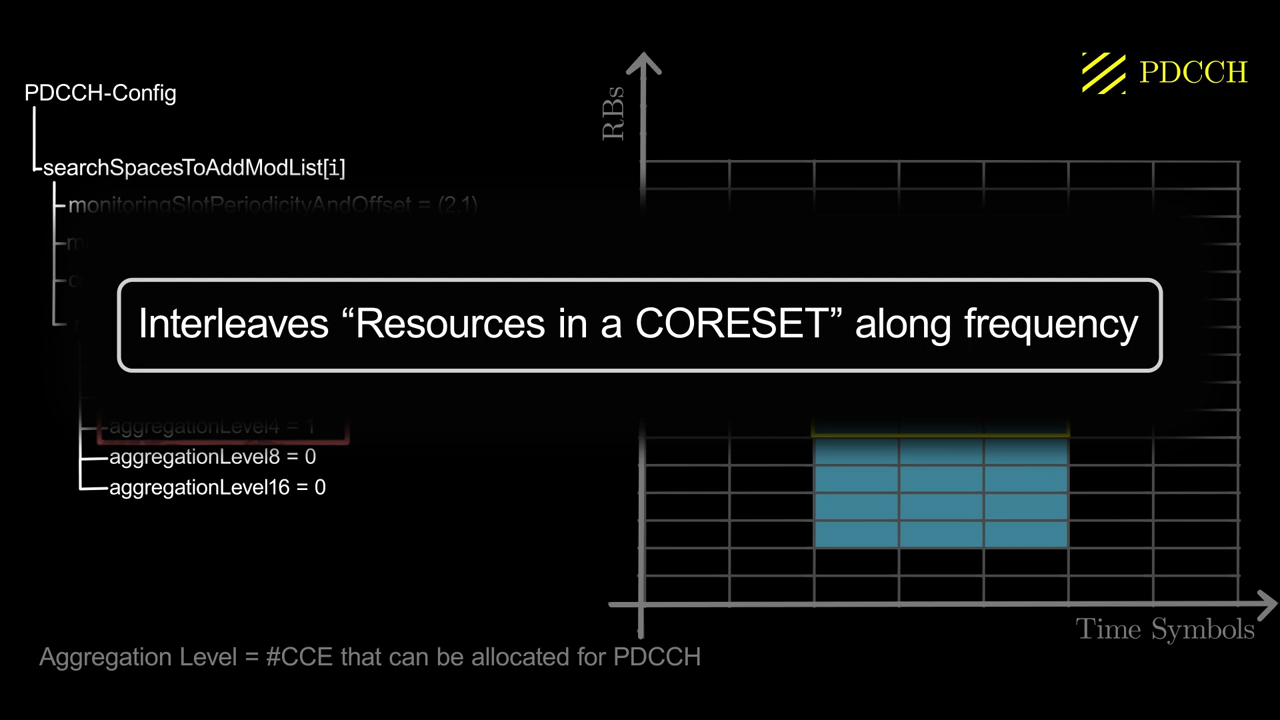 PDCCH
PDCCH-Config
RBs
searchSpacesToAddModList[i]
monitoringSlotPeriodicityAndOffset = (2,1)
Interleaves “Resources in a CORESET” along frequency
aggregationLevel4 = 1
aggregationLevel8 = 0
aggregationLevel16 = 0
Time Symbols
Aggregation Level = #CCE that can be allocated for PDCCH